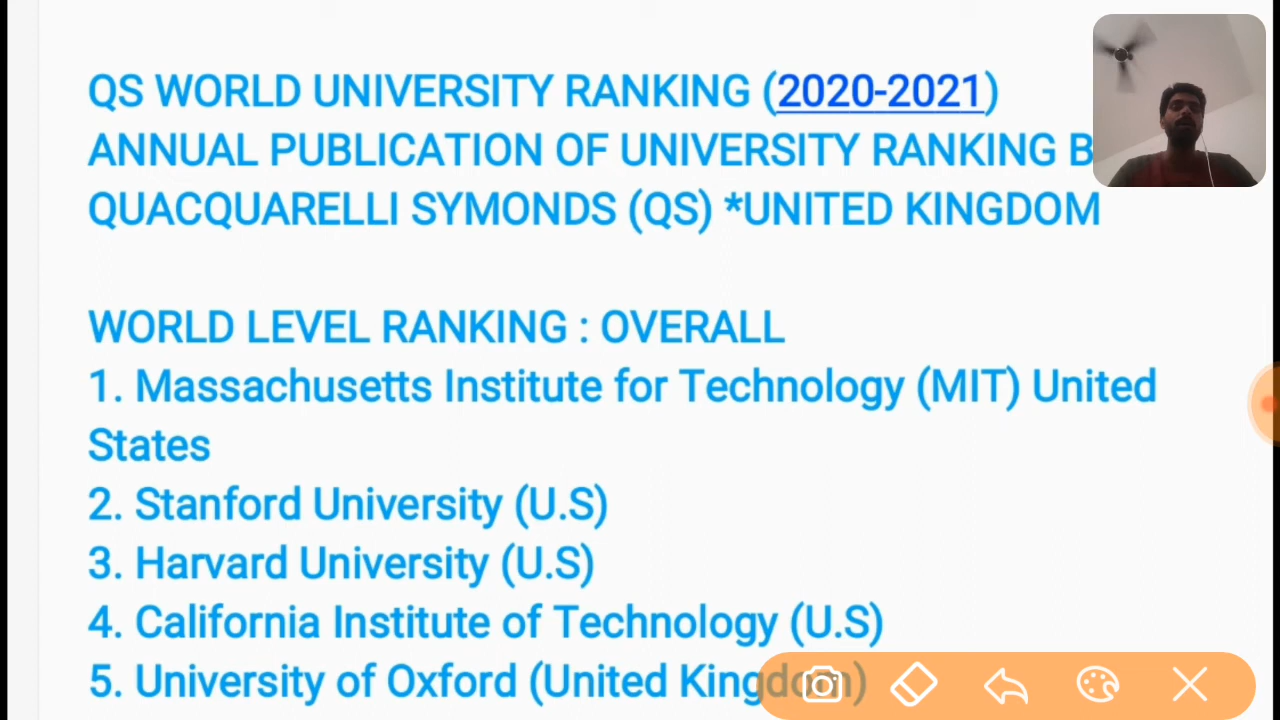 QS WORLD UNIVERSITY RANKING (2020-2021)
ANNUAL PUBLICATION OF UNIVERSITY RANKING B
QUACQUARELLI SYMONDS (QS) *UNITED KINGDOM
WORLD LEVEL RANKING : OVERALL
1. Massachusetts Institute for Technology (MIT) United
States
2. Stanford University (U.S)
3. Harvard University (U.S)
4. California Institute of Technology (U.S)
5. University of Oxford (United Kingdom)